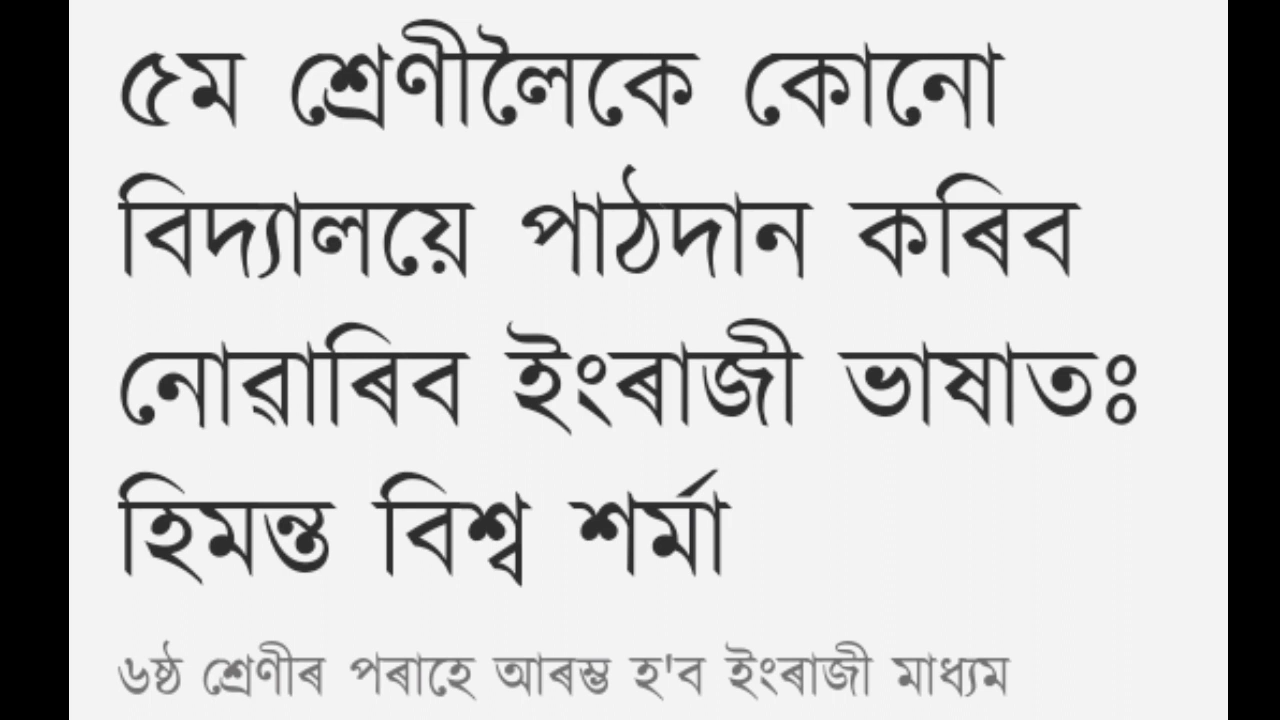 ৫ম শ্ৰেণীলৈকে কোনো
বিদ্যালয়ে পাঠদান কৰিব
নোৱাৰিব ইংৰাজী ভাষাতঃ
হিমন্ত বিশ্ব শৰ্মা
৬ষ্ঠ শ্ৰেণীৰ পৰাহে আৰম্ভ হ'ব ইংৰাজী মাধ্যম